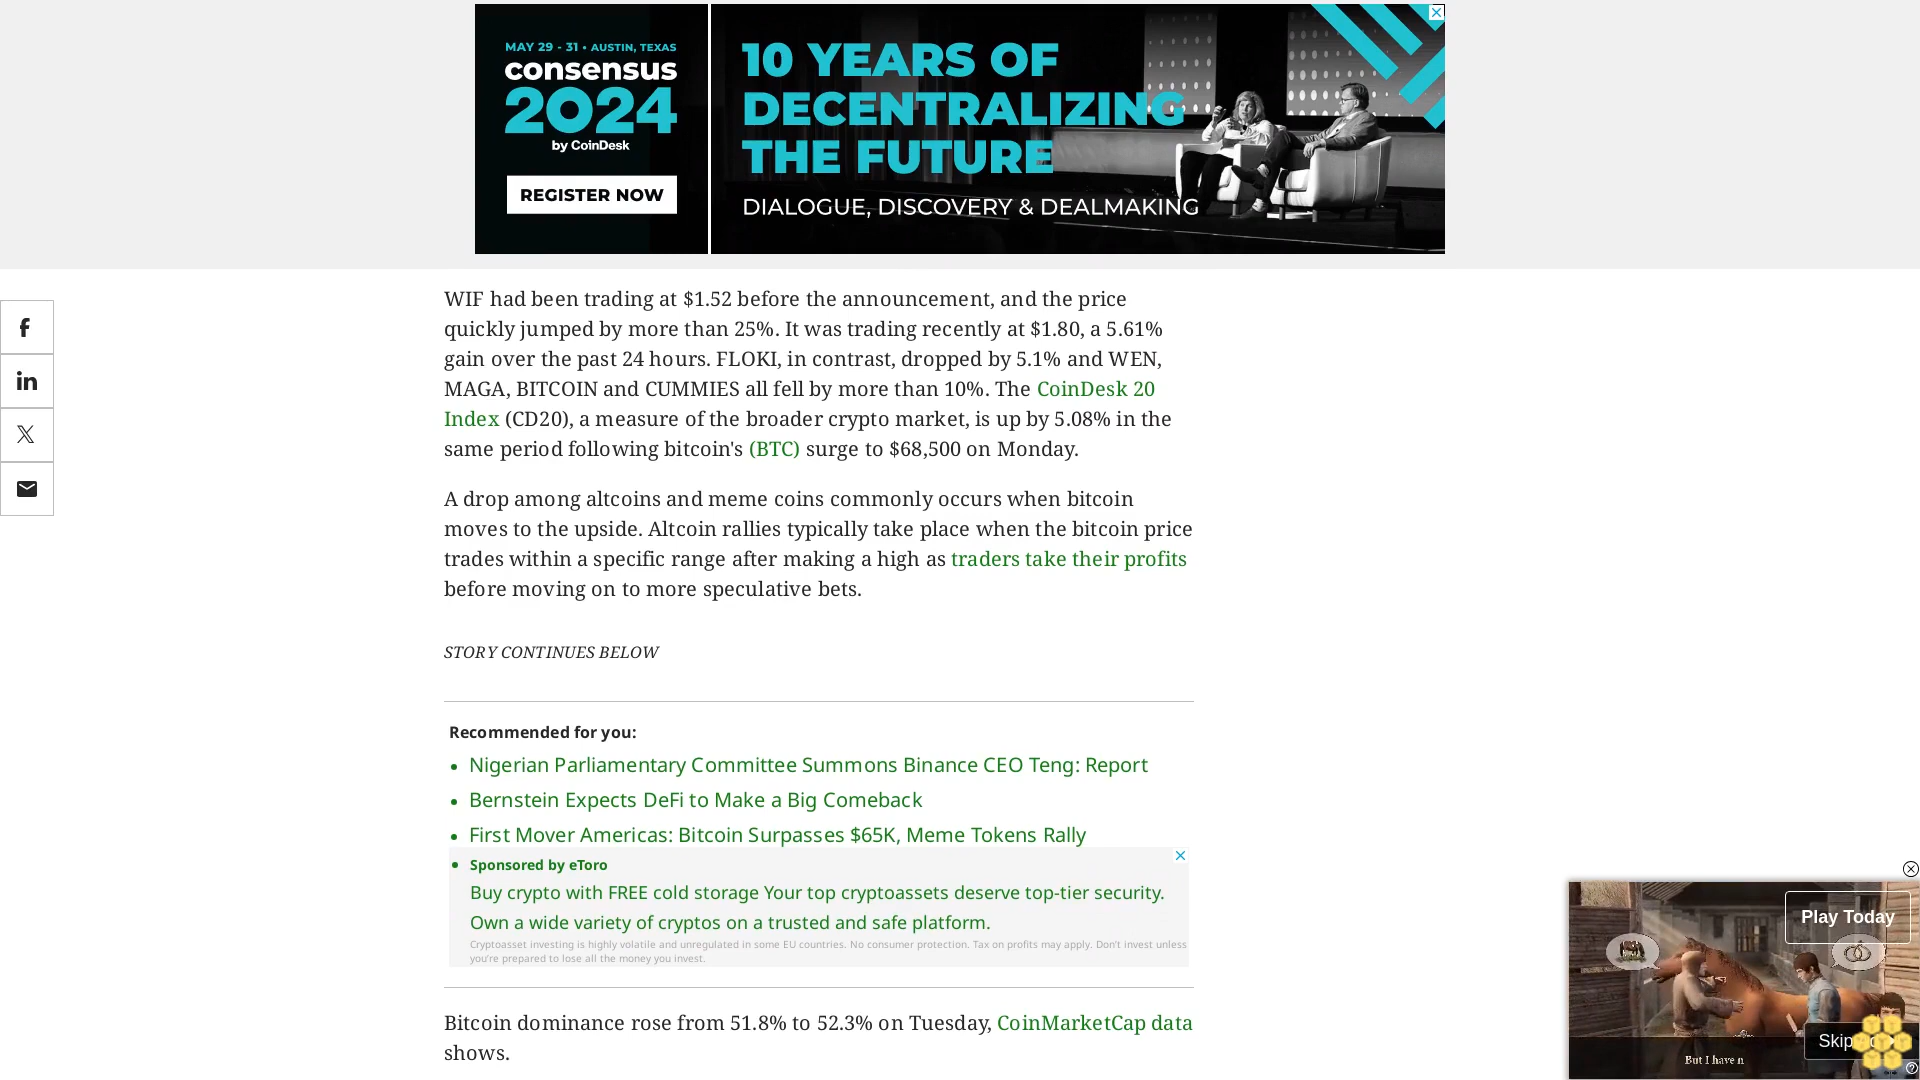 MAY 29 - 31 • AUSTIN, TEXAS
consensus
2024
by CoinDesk
REGISTER NOW
10 YEARS OF
DECENTRALIZING
THE FUTURE
DIALOGUE, DISCOVERY & DEALMAKING
WIF had been trading at $1.52 before the announcement, and the price
quickly jumped by more than 25%. It was trading recently at $1.80, a 5.61%
gain over the past 24 hours. FLOKI, in contrast, dropped by 5.1% and WEN,
MAGA, BITCOIN and CUMMIES all fell by more than 10%. The CoinDesk 20
Index (CD20), a measure of the broader crypto market, is up by 5.08% in the
same period following bitcoin's (BTC) surge to $68,500 on Monday.
A drop among altcoins and meme coins commonly occurs when bitcoin
moves to the upside. Altcoin rallies typically take place when the bitcoin price
trades within a specific range after making a high as traders take their profits
before moving on to more speculative bets.
STORY CONTINUES BELOW
Recommended for you:
• Nigerian Parliamentary Committee Summons Binance CEO Teng: Report
• Bernstein Expects DeFi to Make a Big Comeback
• First Mover Americas: Bitcoin Surpasses $65K, Meme Tokens Rally
• Sponsored by eToro
Buy crypto with FREE cold storage Your top cryptoassets deserve top-tier security.
Own a wide variety of cryptos on a trusted and safe platform.
Cryptoasset investing is highly volatile and unregulated in some EU countries. No consumer protection. Tax on profits may apply. Don't invest unless
you're prepared to lose all the money you invest.
Bitcoin dominance rose from 51.8% to 52.3% on Tuesday, CoinMarketCap data
shows.
Play Today
Skip
But I have n